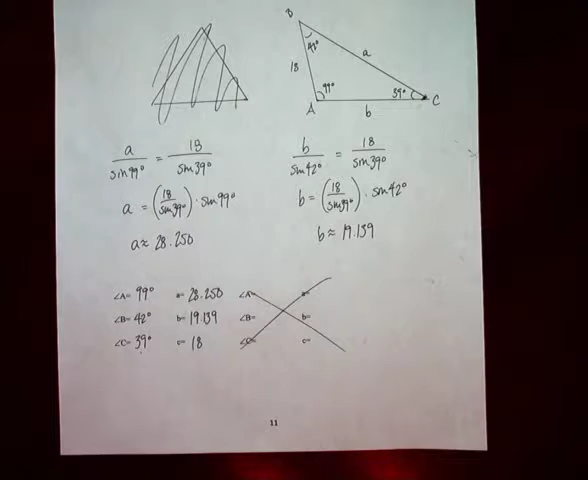 B
42°
a
18
99°
39°
A
b
C
a/sin 99° = 18/sin 39°
b/sin 42° = 18/sin 39°
a = (18/sin 39°) · sin 99°
b = (18/sin 39°) · sin 42°
a ≈ 28.250
b ≈ 19.139
∠A= 99° a= 28.250 ∠A= a=
∠B= 42° b= 19.139 ∠B= b=
∠C= 39° c= 18 ∠C= c=
11